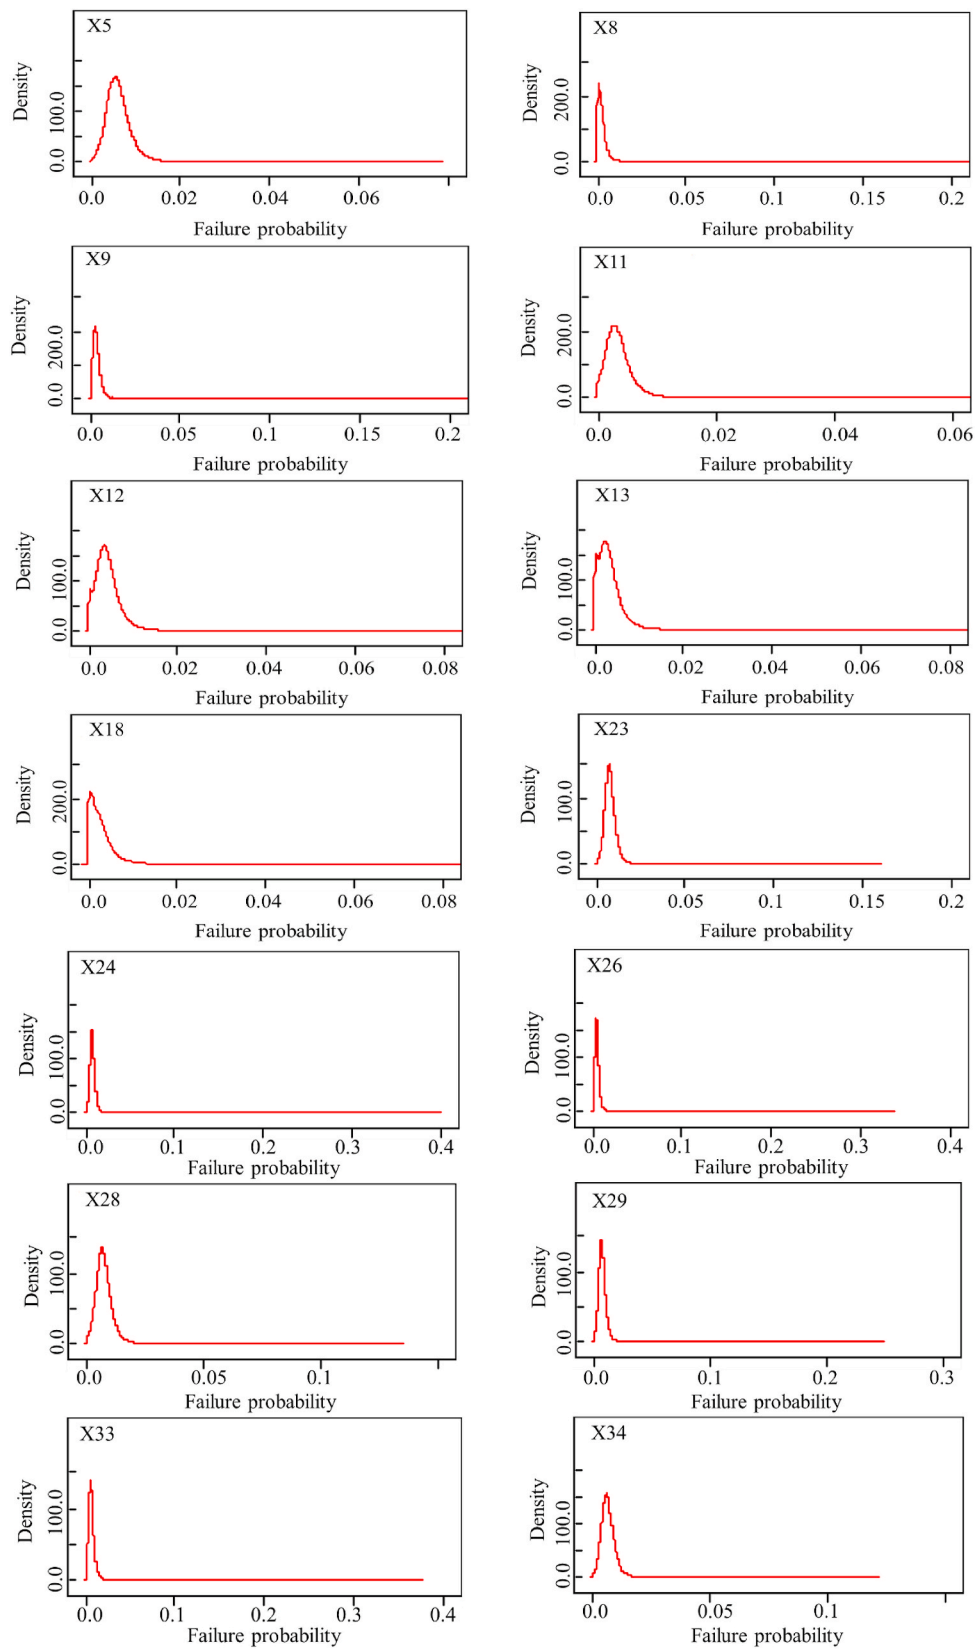 X5
Density
0.0 100.0
0.0 0.02 0.04 0.06
Failure probability
X8
Density
0.0 200.0
0.0 0.05 0.1 0.15 0.2
Failure probability
X9
Density
0.0 200.0
0.0 0.05 0.1 0.15 0.2
Failure probability
X11
Density
0.0 200.0
0.0 0.02 0.04 0.06
Failure probability
X12
Density
0.0 100.0
0.0 0.02 0.04 0.06 0.08
Failure probability
X13
Density
0.0 100.0
0.0 0.02 0.04 0.06 0.08
Failure probability
X18
Density
0.0 200.0
0.0 0.02 0.04 0.06 0.08
Failure probability
X23
Density
0.0 100.0
0.0 0.05 0.1 0.15 0.2
Failure probability
X24
Density
0.0 100.0
0.0 0.1 0.2 0.3 0.4
Failure probability
X26
Density
0.0 100.0
0.0 0.1 0.2 0.3 0.4
Failure probability
X28
Density
0.0 100.0
0.0 0.05 0.1
Failure probability
X29
Density
0.0 100.0
0.0 0.1 0.2 0.3
Failure probability
X33
Density
0.0 100.0
0.0 0.1 0.2 0.3 0.4
Failure probability
X34
Density
0.0 100.0
0.0 0.05 0.1
Failure probability